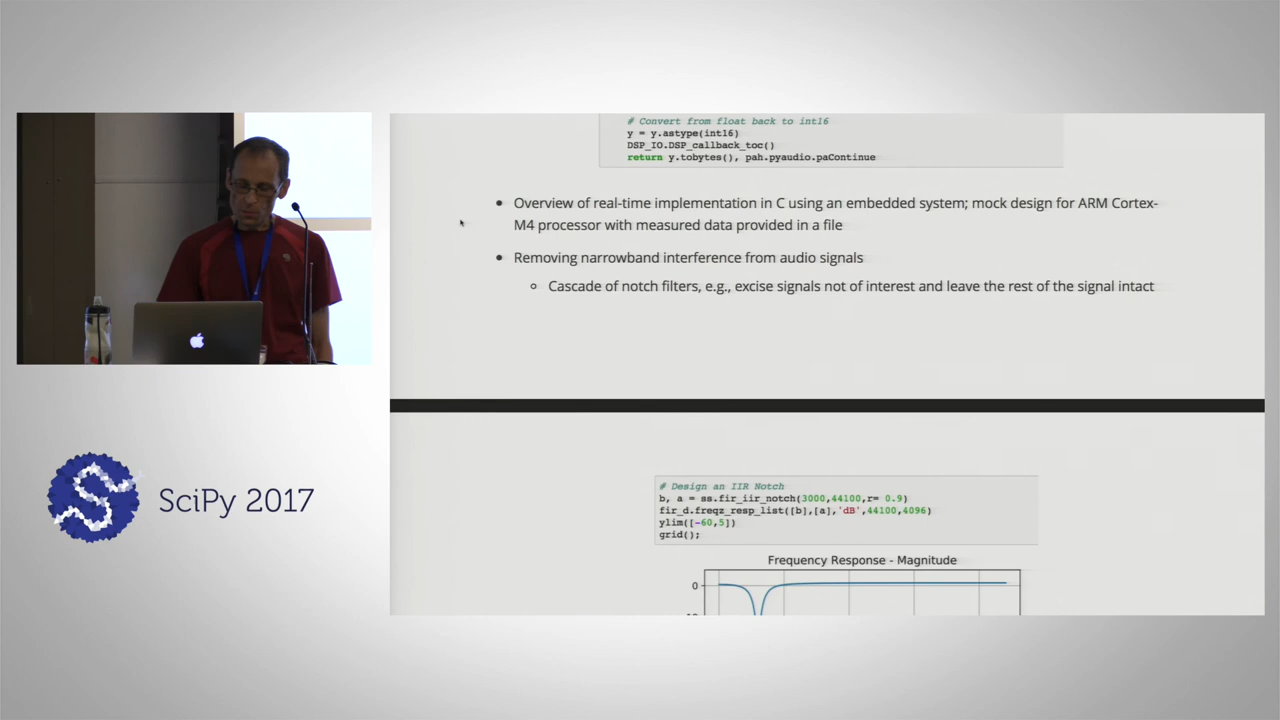 # Convert from float back to int16
y = y.astype(int16)
DSP_IO.DSP_callback_toc()
return y.tobytes(), pah.pyaudio.paContinue
• Overview of real-time implementation in C using an embedded system; mock design for ARM Cortex-
M4 processor with measured data provided in a file
• Removing narrowband interference from audio signals
◦ Cascade of notch filters, e.g., excise signals not of interest and leave the rest of the signal intact
# Design an IIR Notch
b, a = ss.fir_iir_notch(3000,44100,r= 0.9)
fir_d.freqz_resp_list([b],[a],'dB',44100,4096)
ylim([-60,5])
grid();
Frequency Response - Magnitude
0
SciPy 2017